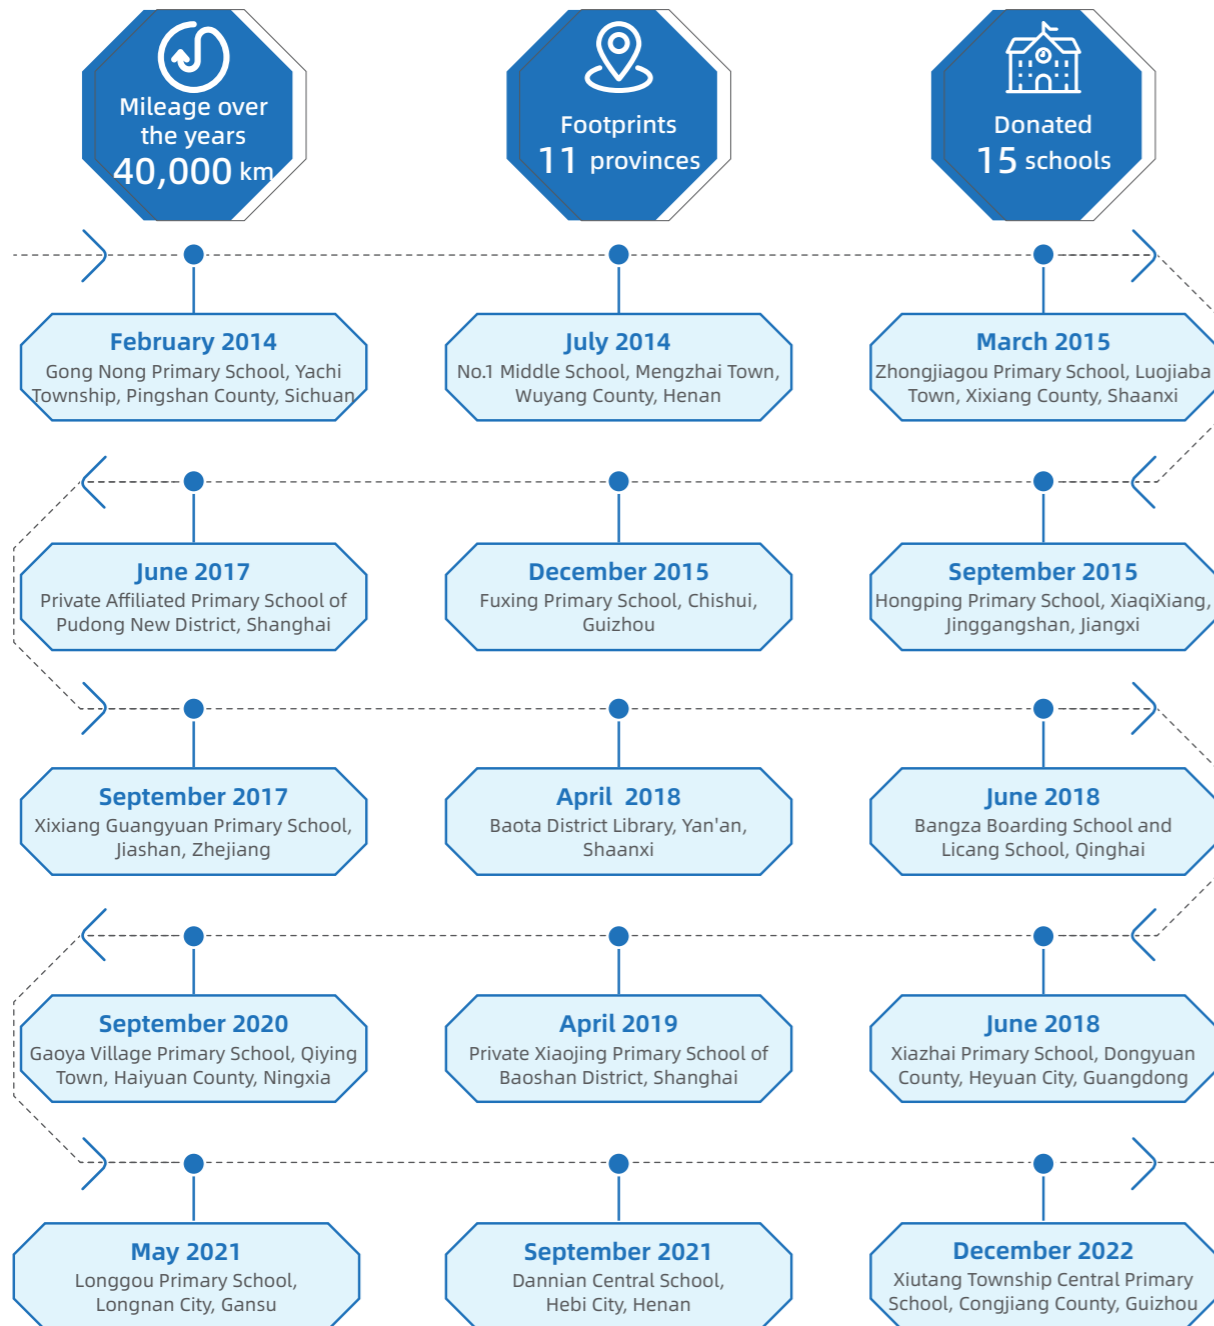 Mileage over
the years
40,000 km
Footprints
11 provinces
Donated
15 schools
February 2014
Gong Nong Primary School, Yachi
Township, Pingshan County, Sichuan
July 2014
No.1 Middle School, Mengzhai Town,
Wuyang County, Henan
March 2015
Zhongjiagou Primary School, Luojiaba
Town, Xixiang County, Shaanxi
September 2015
Hongping Primary School, XiaqiXiang,
Jinggangshan, Jiangxi
December 2015
Fuxing Primary School, Chishui,
Guizhou
June 2017
Private Affiliated Primary School of
Pudong New District, Shanghai
September 2017
Xixiang Guangyuan Primary School,
Jiashan, Zhejiang
April  2018
Baota District Library, Yan'an,
Shaanxi
June 2018
Bangza Boarding School and
Licang School, Qinghai
June 2018
Xiazhai Primary School, Dongyuan
County, Heyuan City, Guangdong
April 2019
Private Xiaojing Primary School of
Baoshan District, Shanghai
September 2020
Gaoya Village Primary School, Qiying
Town, Haiyuan County, Ningxia
May 2021
Longgou Primary School,
Longnan City, Gansu
September 2021
Dannian Central School,
Hebi City, Henan
December 2022
Xiutang Township Central Primary
School, Congjiang County, Guizhou